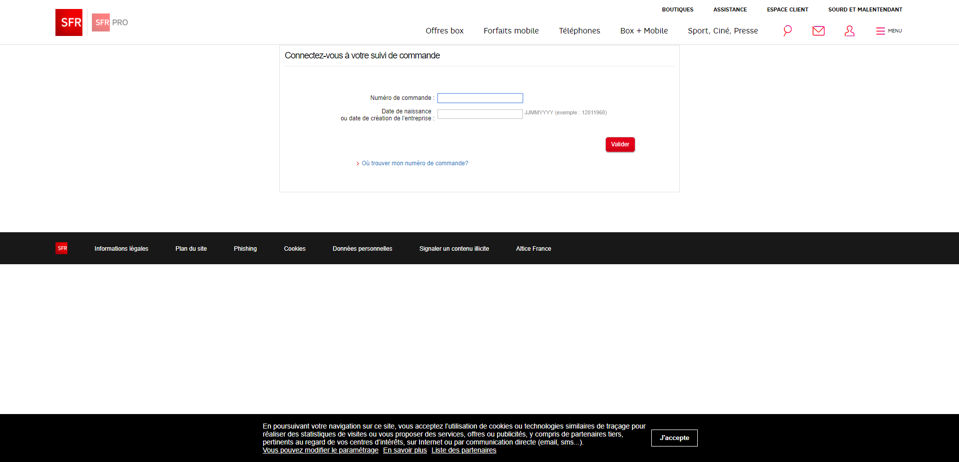 BOUTIQUES ASSISTANCE ESPACE CLIENT SOURD ET MALENTENDANT
SFR SFR PRO
Offres box Forfaits mobile Téléphones Box + Mobile Sport, Ciné, Presse MENU
Connectez-vous à votre suivi de commande
Numéro de commande :
Date de naissance
ou date de création de l'entreprise : JJMMYYYY (exemple : 12811960)
Valider
> Où trouver mon numéro de commande?
SFR Informations légales Plan du site Phishing Cookies Données personnelles Signaler un contenu illicite Altice France
En poursuivant votre navigation sur ce site, vous acceptez l'utilisation de cookies ou technologies similaires de traçage pour
réaliser des statistiques de visites ou vous proposer des services, offres ou publicités, y compris de partenaires tiers,
pertinents au regard de vos centres d'intérêts, sur Internet ou par communication directe (email, sms...).
Vous pouvez modifier le paramétrage En savoir plus Liste des partenaires
J'accepte